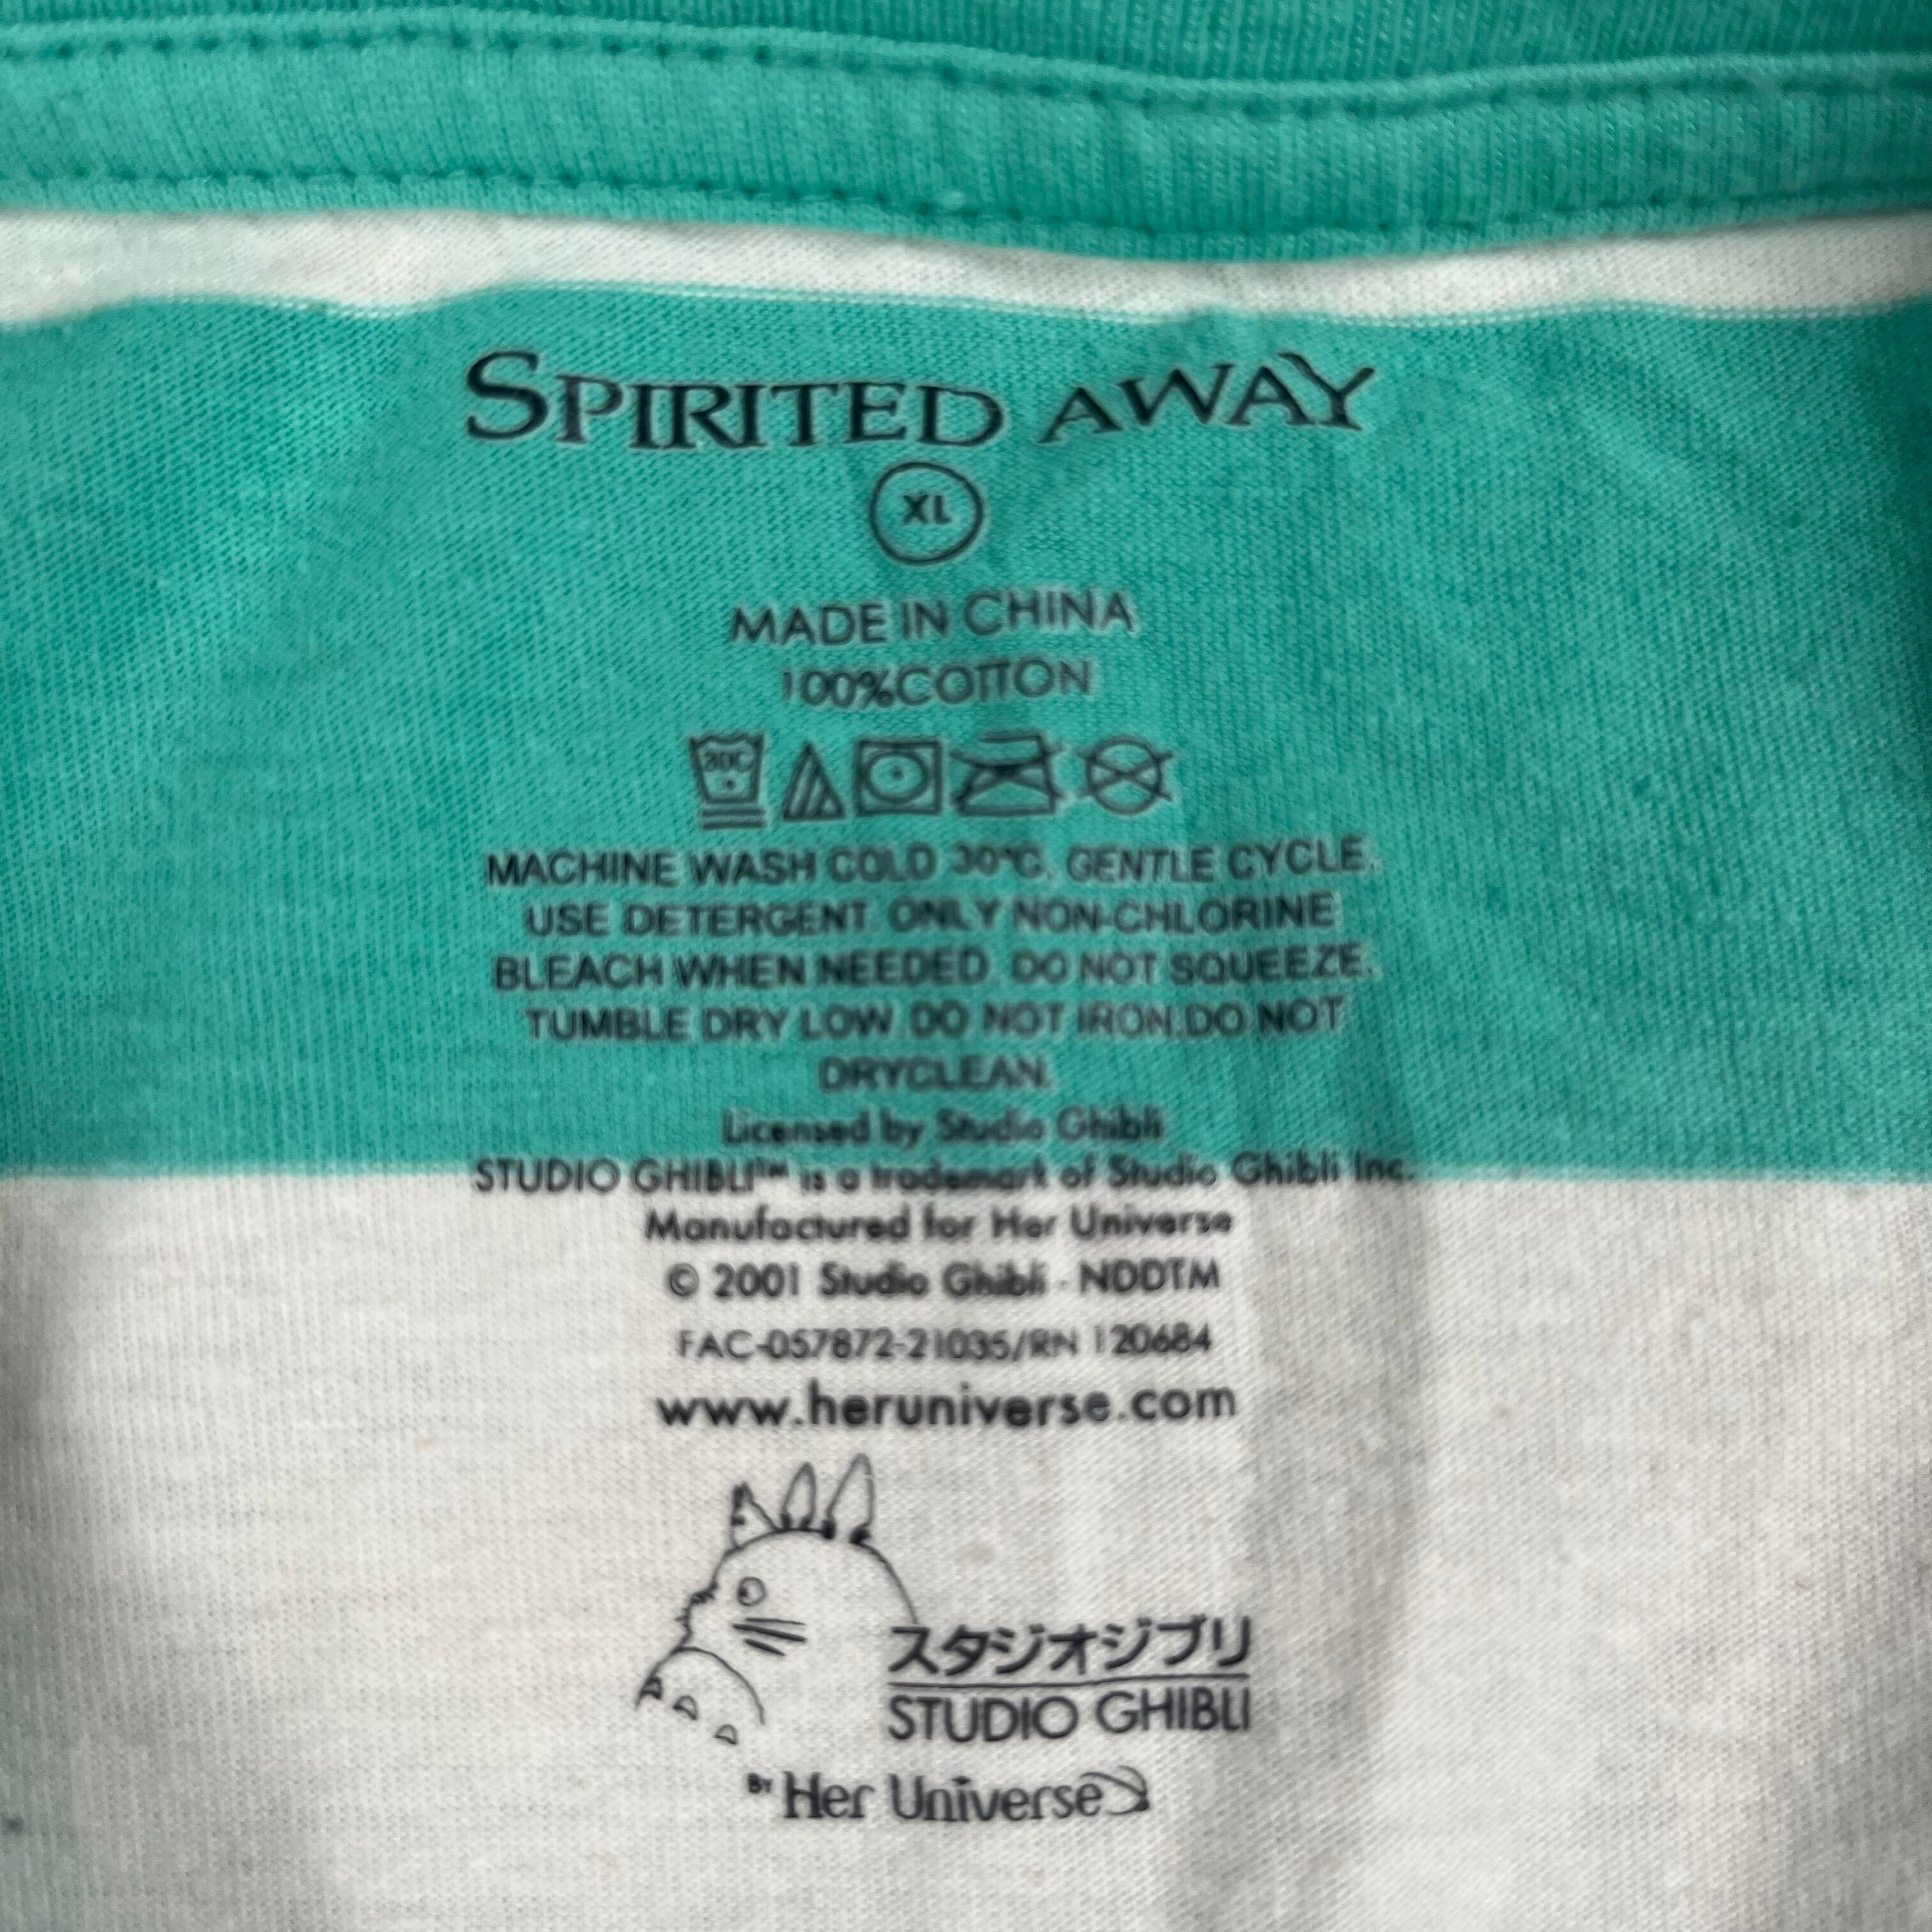 SPIRITED AWAY
XL
MADE IN CHINA
100%COTTON
30C
MACHINE WASH COLD 30°C. GENTLE CYCLE.
USE DETERGENT. ONLY NON-CHLORINE
BLEACH WHEN NEEDED. DO NOT SQUEEZE.
TUMBLE DRY LOW.DO NOT IRON.DO NOT
DRYCLEAN.
Licensed by Studio Ghibli
STUDIO GHIBLI™ is a trademark of Studio Ghibli Inc.
Manufactured for Her Universe
© 2001 Studio Ghibli - NDDTM
FAC-057872-21035/RN 120684
www.heruniverse.com
スタジオジブリ
STUDIO GHIBLI
BY Her Universe